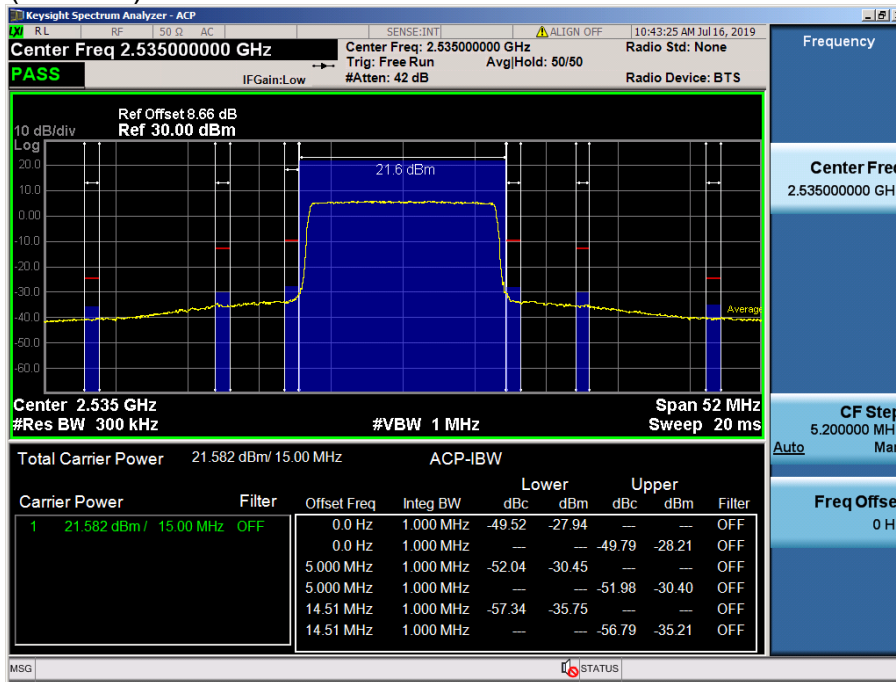 Keysight Spectrum Analyzer - ACP
LXI RL RF 50 Ω AC SENSE:INT ALIGN OFF 10:43:25 AM Jul 16, 2019
Center Freq 2.535000000 GHz
Center Freq: 2.535000000 GHz
Radio Std: None
Trig: Free Run Avg|Hold: 50/50
PASS
IFGain:Low
#Atten: 42 dB
Radio Device: BTS
Ref Offset 8.66 dB
10 dB/div Ref 30.00 dBm
Log
21.6 dBm
20.0
10.0
0.00
-10.0
-20.0
-30.0
-40.0
Average
-50.0
-60.0
Center 2.535 GHz Span 52 MHz
#Res BW 300 kHz #VBW 1 MHz Sweep 20 ms
Total Carrier Power 21.582 dBm/ 15.00 MHz ACP-IBW
Lower Upper
Carrier Power Filter Offset Freq Integ BW dBc dBm dBc dBm Filter
1 21.582 dBm / 15.00 MHz OFF 0.0 Hz 1.000 MHz -49.52 -27.94 --- --- OFF
0.0 Hz 1.000 MHz --- --- -49.79 -28.21 OFF
5.000 MHz 1.000 MHz -52.04 -30.45 --- --- OFF
5.000 MHz 1.000 MHz --- --- -51.98 -30.40 OFF
14.51 MHz 1.000 MHz -57.34 -35.75 --- --- OFF
14.51 MHz 1.000 MHz --- --- -56.79 -35.21 OFF
MSG STATUS
Frequency
Center Fre
2.535000000 GH
CF Step
5.200000 MH
Auto Ma
Freq Offse
0 H